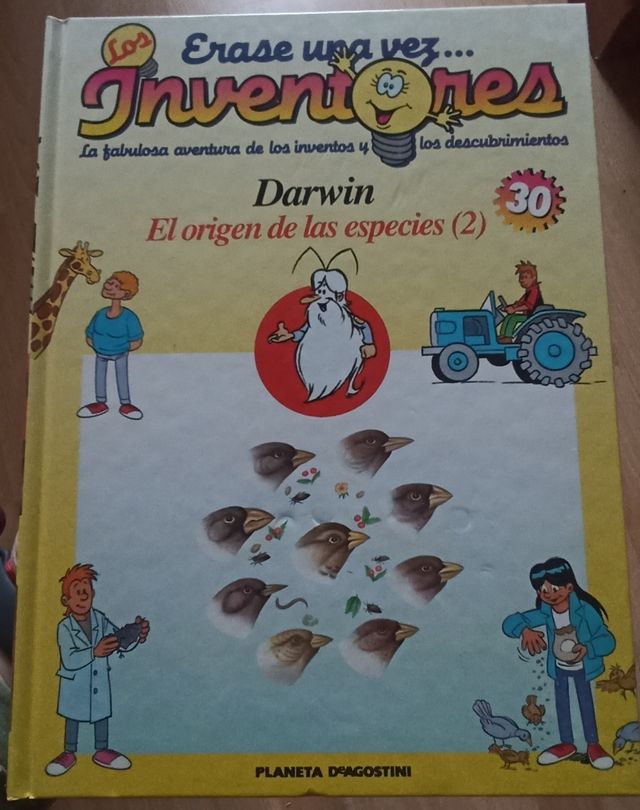 Erase una vez...
Los
Inventores
La fabulosa aventura de los inventos y los descubrimientos
Darwin
30
El origen de las especies (2)
PLANETA DEAGOSTINI